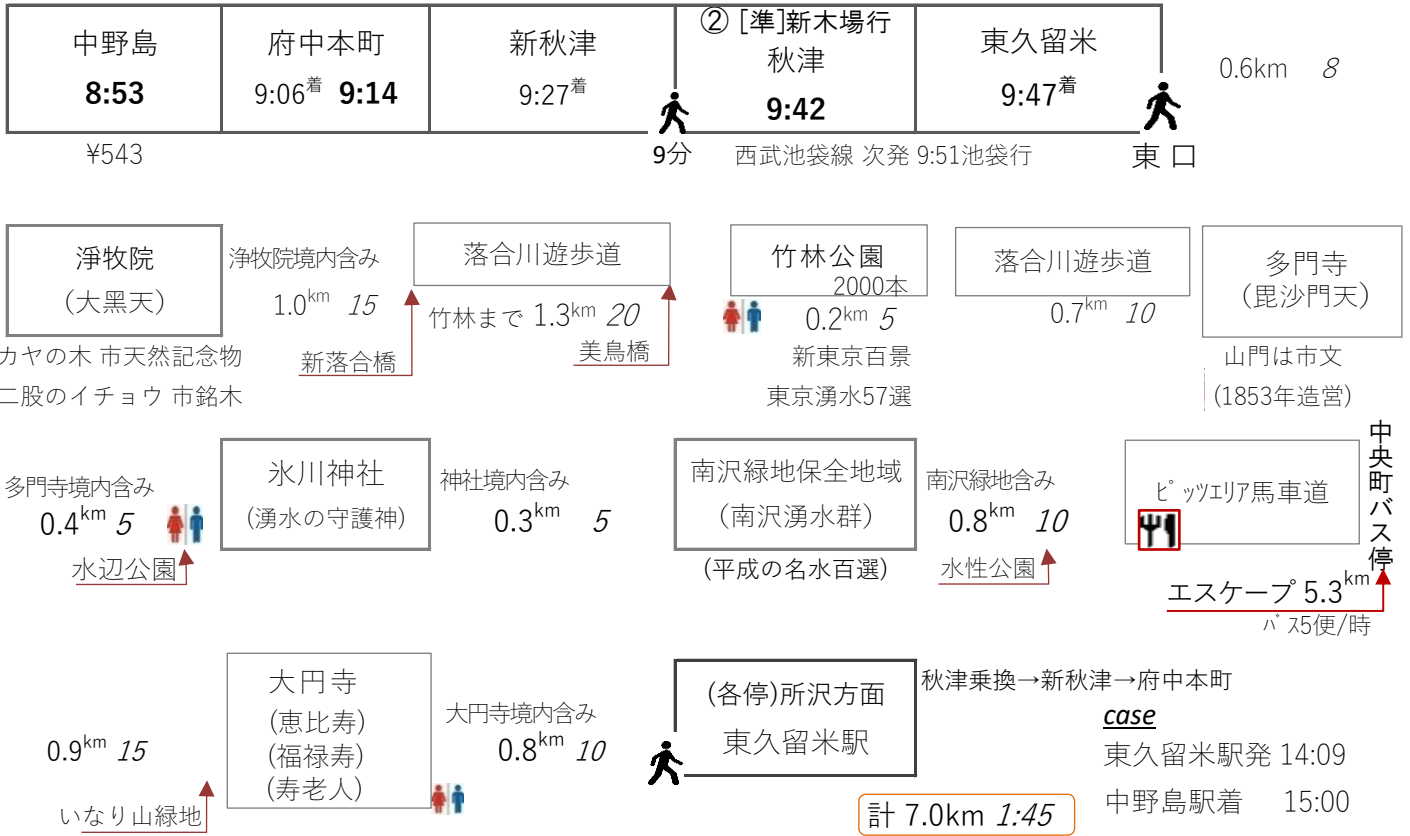 中野島
8:53
府中本町
9:06着 9:14
新秋津
9:27着
② [準]新木場行
秋津
9:42
東久留米
9:47着
0.6km 8
¥543
9分
西武池袋線 次発 9:51池袋行
東 口
淨牧院
(大黒天)
浄牧院境内含み
1.0km 15
落合川遊歩道
竹林まで 1.3km 20
竹林公園
2000本
0.2km 5
落合川遊歩道
0.7km 10
多門寺
(毘沙門天)
カヤの木 市天然記念物
二股のイチョウ 市銘木
新落合橋
美鳥橋
新東京百景
東京湧水57選
山門は市文
(1853年造営)
多門寺境内含み
0.4km 5
水辺公園
氷川神社
(湧水の守護神)
神社境内含み
0.3km 5
南沢緑地保全地域
(南沢湧水群)
(平成の名水百選)
南沢緑地含み
0.8km 10
水性公園
ピッツエリア馬車道
中央町バス停
エスケープ 5.3km
バス5便/時
0.9km 15
いなり山緑地
大円寺
(恵比寿)
(福禄寿)
(寿老人)
大円寺境内含み
0.8km 10
(各停)所沢方面
東久留米駅
秋津乗換→新秋津→府中本町
case
東久留米駅発 14:09
中野島駅着 15:00
計 7.0km 1:45